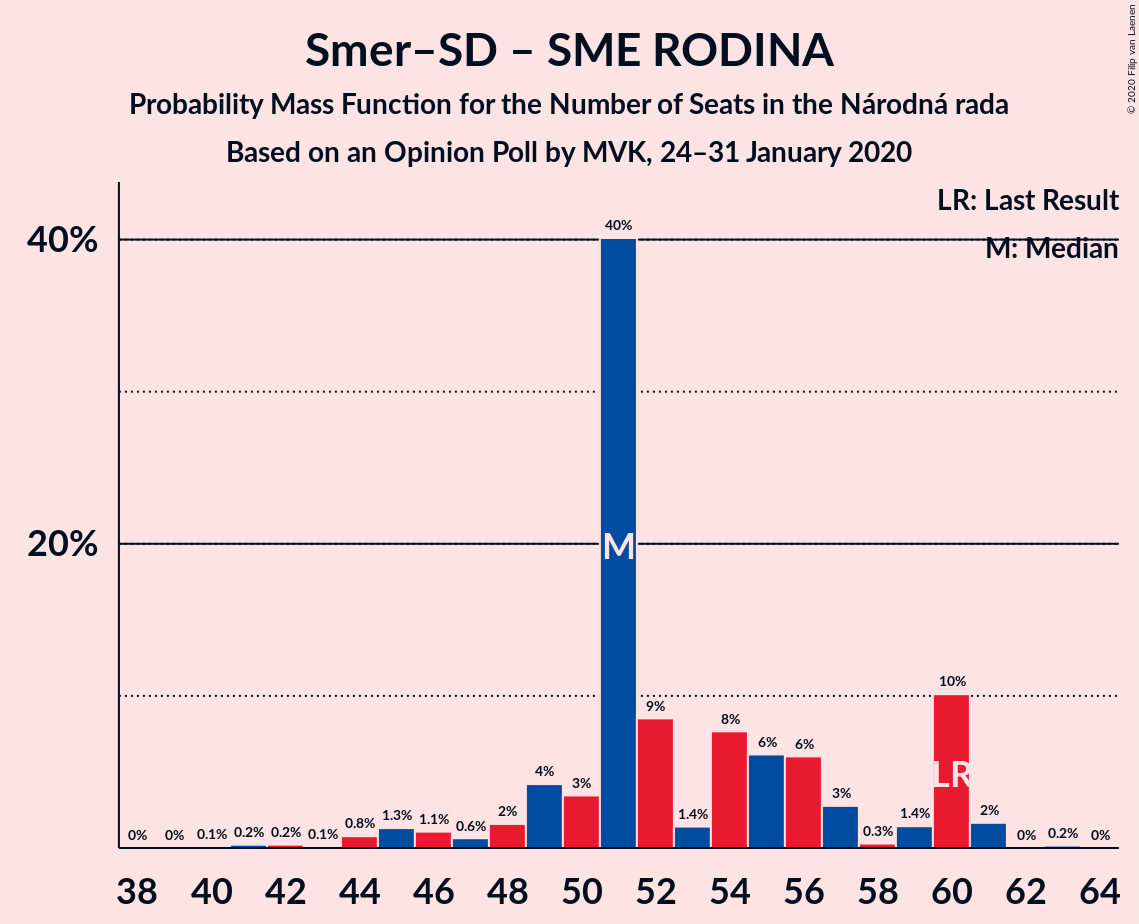 Smer–SD – SME RODINA
Probability Mass Function for the Number of Seats in the Národná rada
Based on an Opinion Poll by MVK, 24–31 January 2020
© 2020 Filip van Laenen
LR: Last Result
M: Median
40%
20%
0% 0% 0.1% 0.2% 0.2% 0.1% 0.8% 1.3% 1.1% 0.6% 2% 4% 3% 40% 9% 1.4% 8% 6% 6% 3% 0.3% 1.4% 10% 2% 0% 0.2% 0%
M
LR
38 40 42 44 46 48 50 52 54 56 58 60 62 64